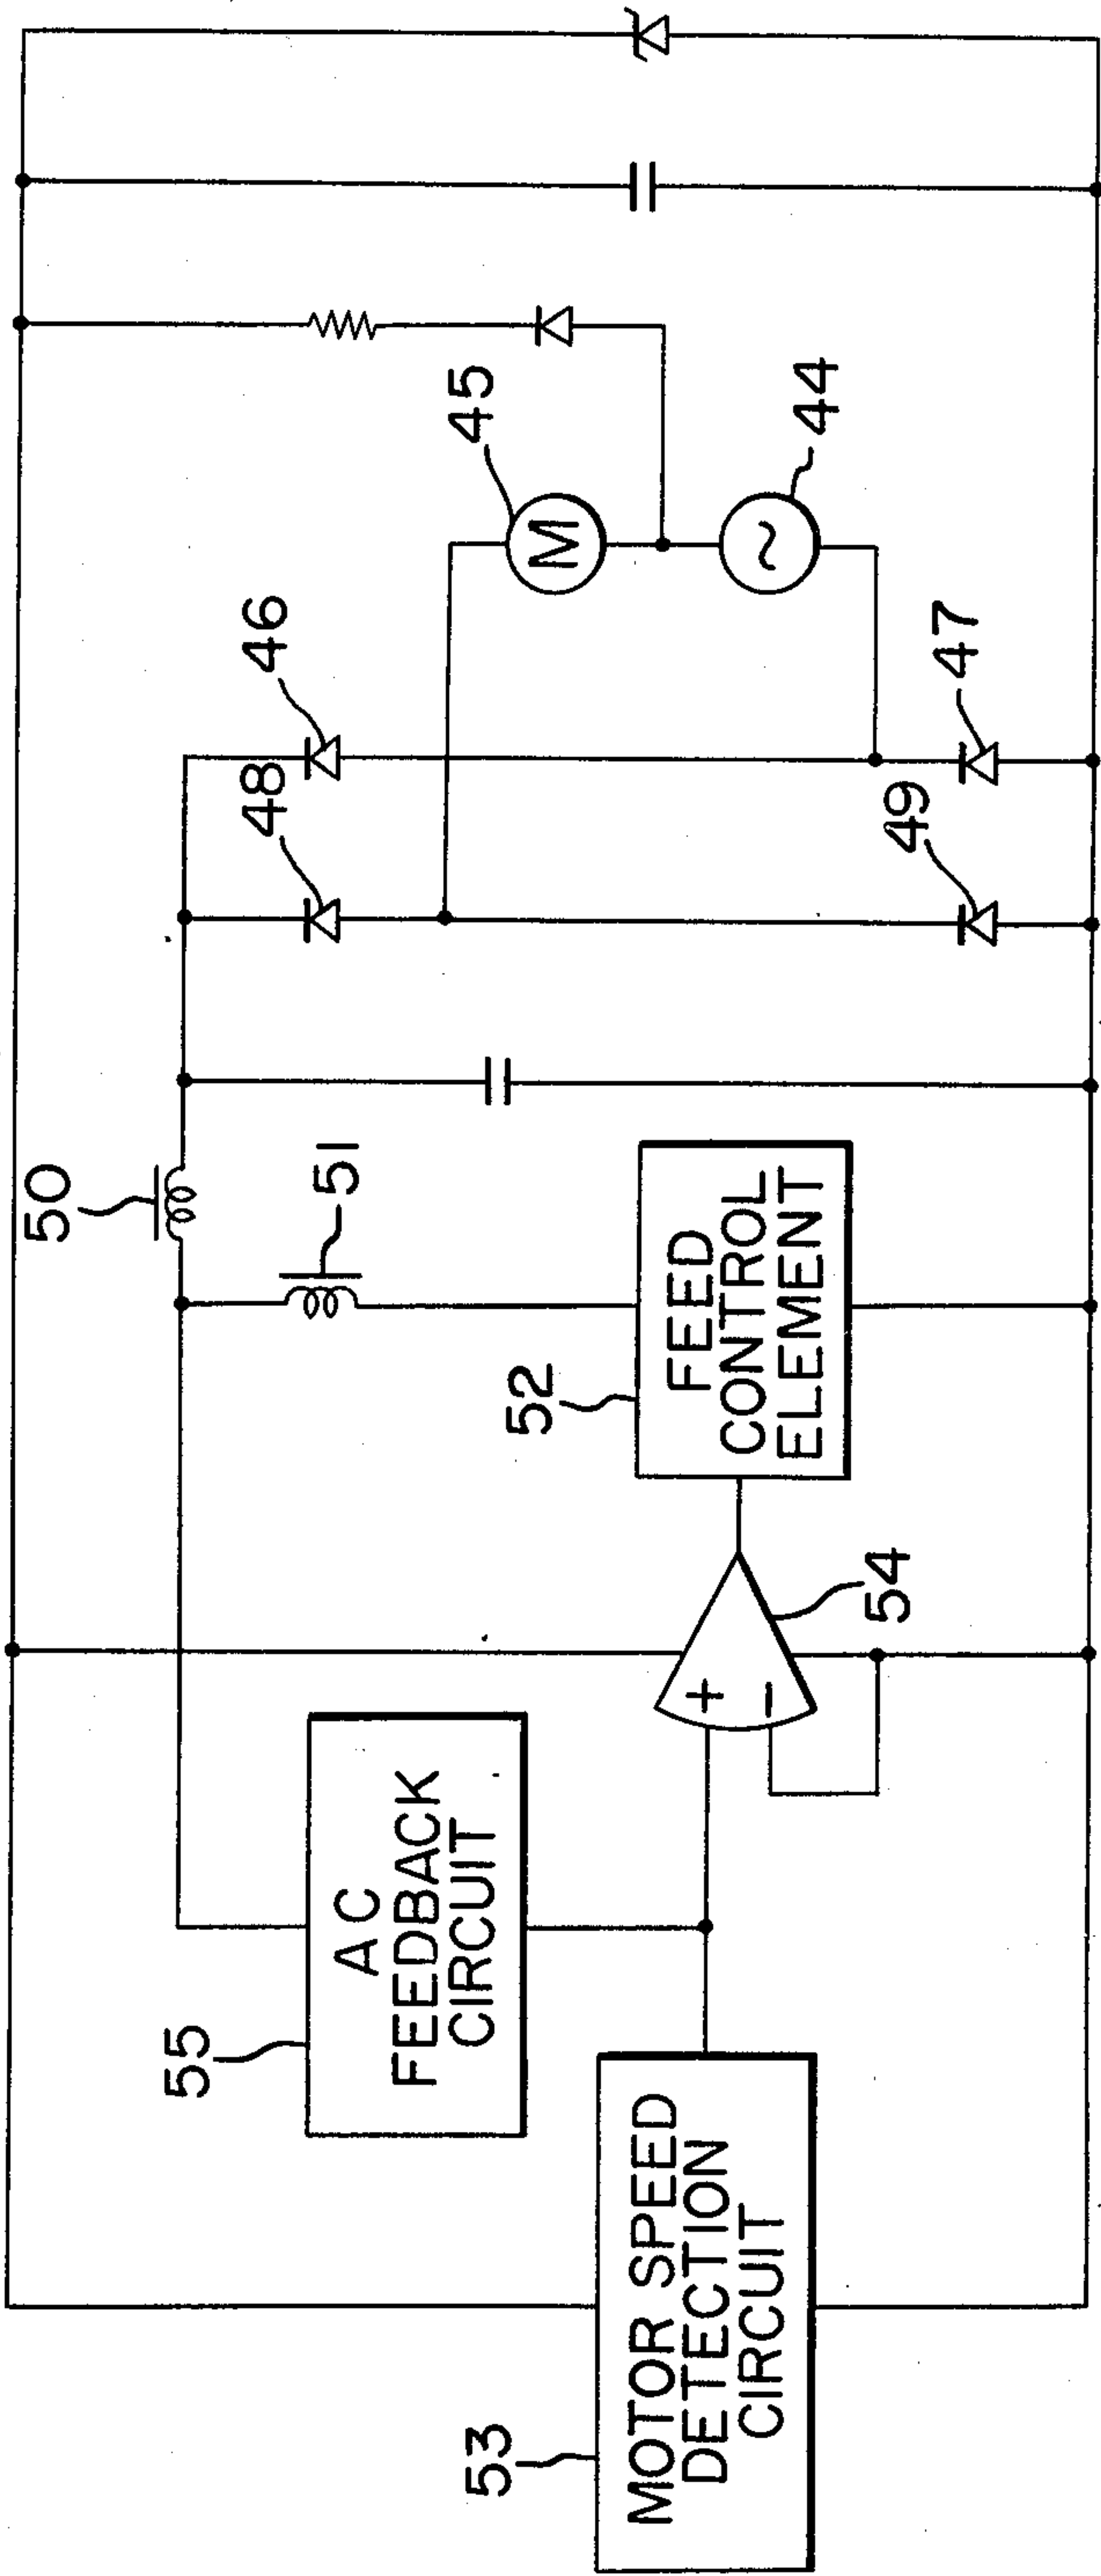 53
MOTOR SPEED
DETECTION
CIRCUIT
55
A C
FEEDBACK
CIRCUIT
+
−
54
52
FEED
CONTROL
ELEMENT
50
51
48
46
49
47
45
M
44
~